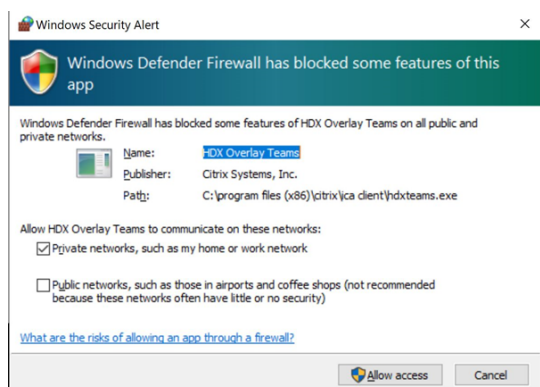 Windows Security Alert
Windows Defender Firewall has blocked some features of this
app
Windows Defender Firewall has blocked some features of HDX Overlay Teams on all public and
private networks.
Name: HDX Overlay Teams
Publisher: Citrix Systems, Inc.
Path: C:\program files (x86)\citrix\ica client\hdxteams.exe
Allow HDX Overlay Teams to communicate on these networks:
Private networks, such as my home or work network
Public networks, such as those in airports and coffee shops (not recommended
because these networks often have little or no security)
What are the risks of allowing an app through a firewall?
Allow access Cancel